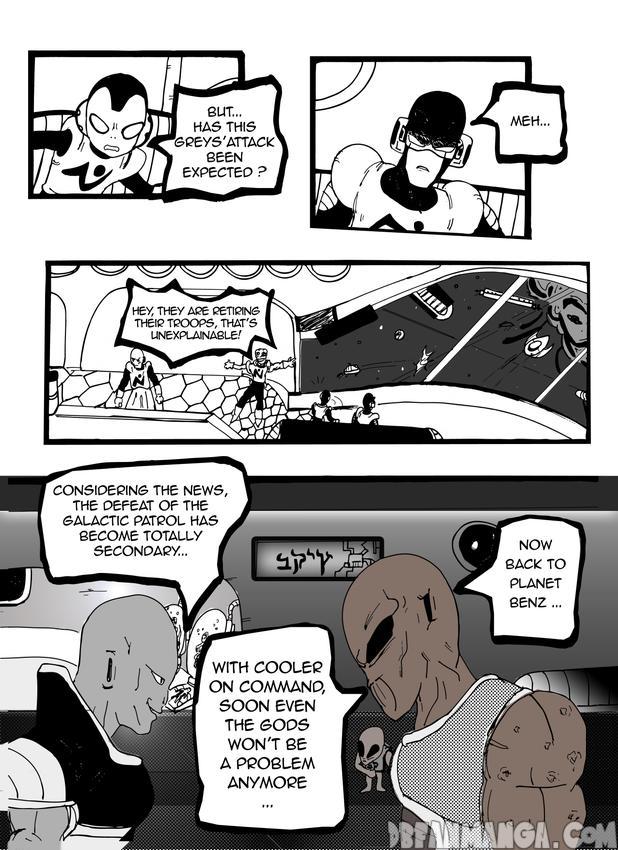 BUT...
HAS THIS
GREYS'ATTACK
BEEN
EXPECTED ?
MEH...
HEY, THEY ARE RETIRING
THEIR TROOPS, THAT'S
UNEXPLAINABLE!
N
N
CONSIDERING THE NEWS,
THE DEFEAT OF THE
GALACTIC PATROL HAS
BECOME TOTALLY
SECONDARY...
NOW
BACK TO
PLANET
BENZ ...
WITH COOLER
ON COMMAND,
SOON EVEN
THE GODS
WON'T BE
A PROBLEM
ANYMORE
...
DBFANMANGA.COM